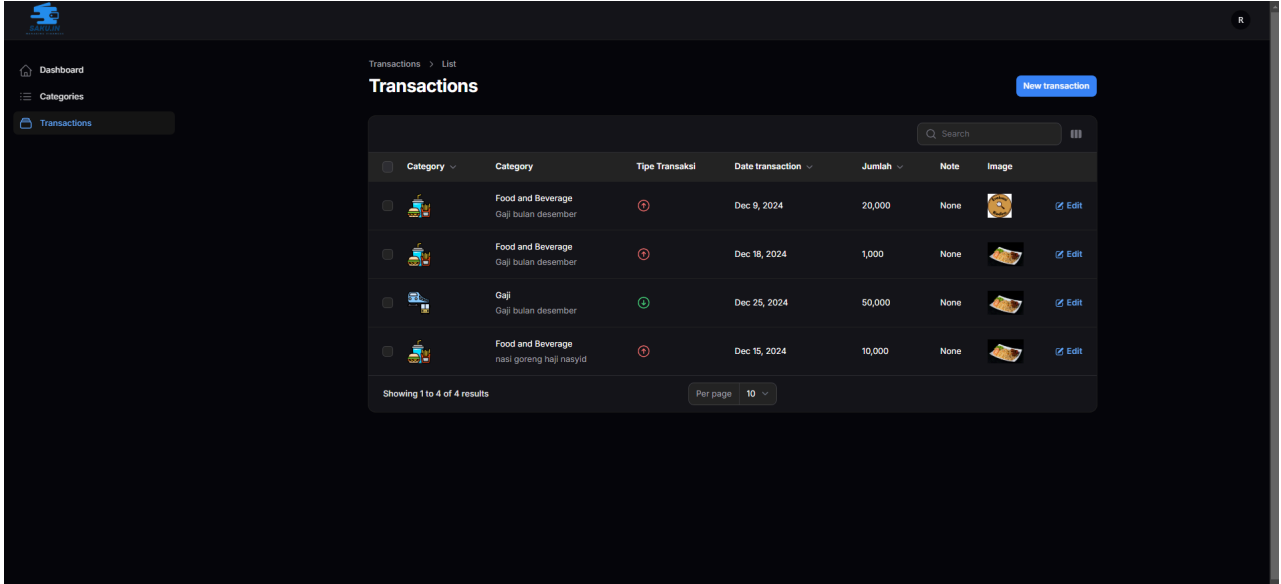 SAKU.IN
R
Dashboard
Categories
Transactions
Transactions > List
Transactions
New transaction
Search
Category Category Tipe Transaksi Date transaction Jumlah Note Image
Food and Beverage
Gaji bulan desember
Dec 9, 2024 20,000 None Edit
Food and Beverage
Gaji bulan desember
Dec 18, 2024 1,000 None Edit
Gaji
Gaji bulan desember
Dec 25, 2024 50,000 None Edit
Food and Beverage
nasi goreng haji nasyid
Dec 15, 2024 10,000 None Edit
Showing 1 to 4 of 4 results
Per page 10